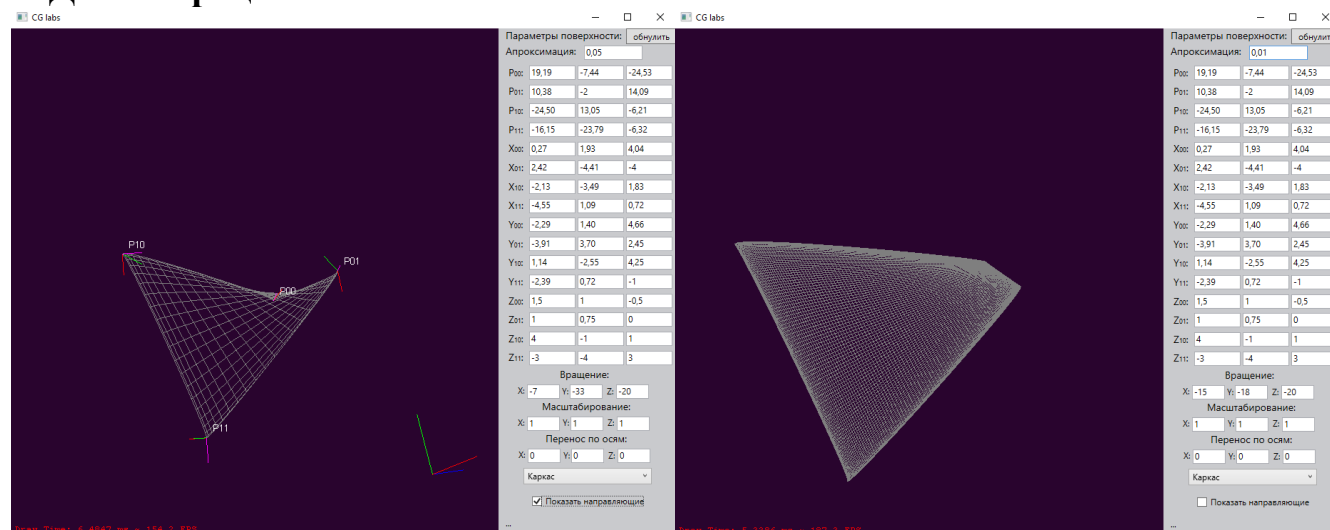 CG labs
Параметры поверхности: обнулить
Апроксимация: 0,05
P00: 19,19 -7,44 -24,53
P01: 10,38 -2 14,09
P10: -24,50 13,05 -6,21
P11: -16,15 -23,79 -6,32
X00: 0,27 1,93 4,04
X01: 2,42 -4,41 -4
X10: -2,13 -3,49 1,83
X11: -4,55 1,09 0,72
Y00: -2,29 1,40 4,66
Y01: -3,91 3,70 2,45
Y10: 1,14 -2,55 4,25
Y11: -2,39 0,72 -1
Z00: 1,5 1 -0,5
Z01: 1 0,75 0
Z10: 4 -1 1
Z11: -3 -4 3
Вращение:
X: -7 Y: -33 Z: -20
Масштабирование:
X: 1 Y: 1 Z: 1
Перенос по осям:
X: 0 Y: 0 Z: 0
Каркас
Показать направляющие
...
P10
P01
P00
P11
CG labs
Параметры поверхности: обнулит
Апроксимация: 0,01
P00: 19,19 -7,44 -24,53
P01: 10,38 -2 14,09
P10: -24,50 13,05 -6,21
P11: -16,15 -23,79 -6,32
X00: 0,27 1,93 4,04
X01: 2,42 -4,41 -4
X10: -2,13 -3,49 1,83
X11: -4,55 1,09 0,72
Y00: -2,29 1,40 4,66
Y01: -3,91 3,70 2,45
Y10: 1,14 -2,55 4,25
Y11: -2,39 0,72 -1
Z00: 1,5 1 -0,5
Z01: 1 0,75 0
Z10: 4 -1 1
Z11: -3 -4 3
Вращение:
X: -15 Y: -18 Z: -20
Масштабирование:
X: 1 Y: 1 Z: 1
Перенос по осям:
X: 0 Y: 0 Z: 0
Каркас
Показать направляющие
...